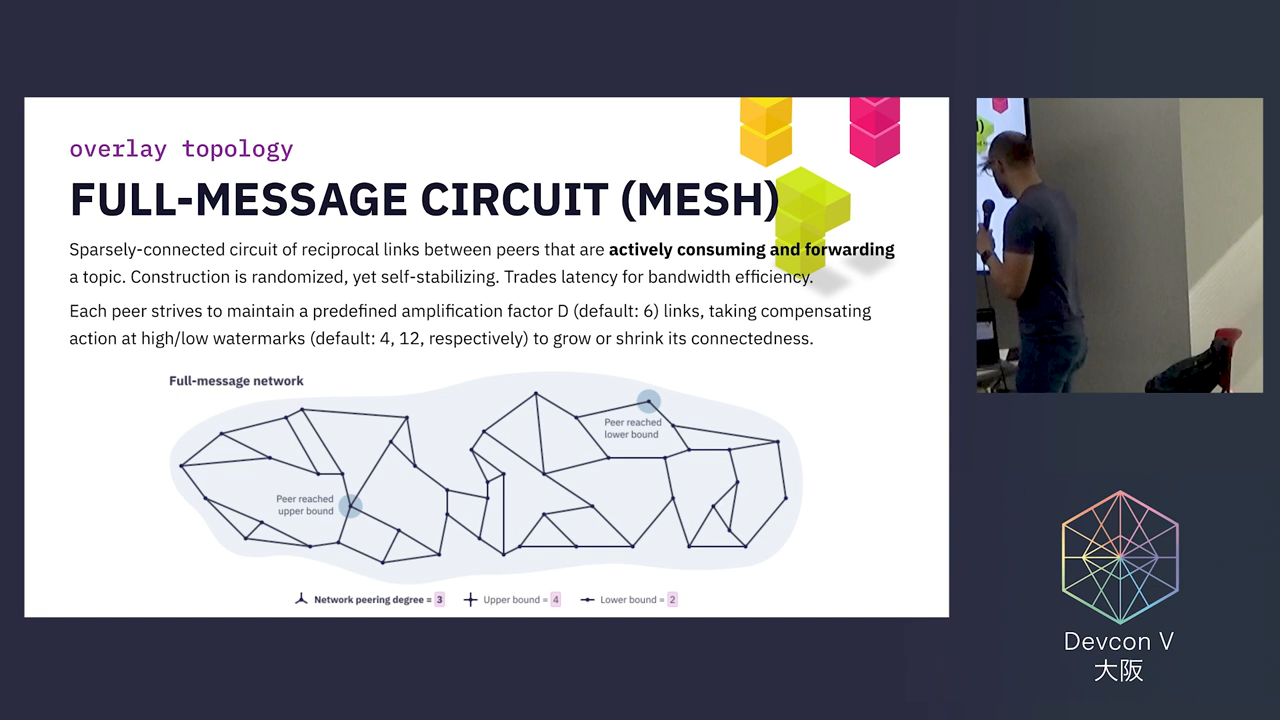 overlay topology
FULL-MESSAGE CIRCUIT (MESH)
Sparsely-connected circuit of reciprocal links between peers that are actively consuming and forwarding
a topic. Construction is randomized, yet self-stabilizing. Trades latency for bandwidth efficiency.
Each peer strives to maintain a predefined amplification factor D (default: 6) links, taking compensating
action at high/low watermarks (default: 4, 12, respectively) to grow or shrink its connectedness.
Full-message network
Peer reached
lower bound
Peer reached
upper bound
Network peering degree = 3
Upper bound = 4
Lower bound = 2
Devcon V
大阪